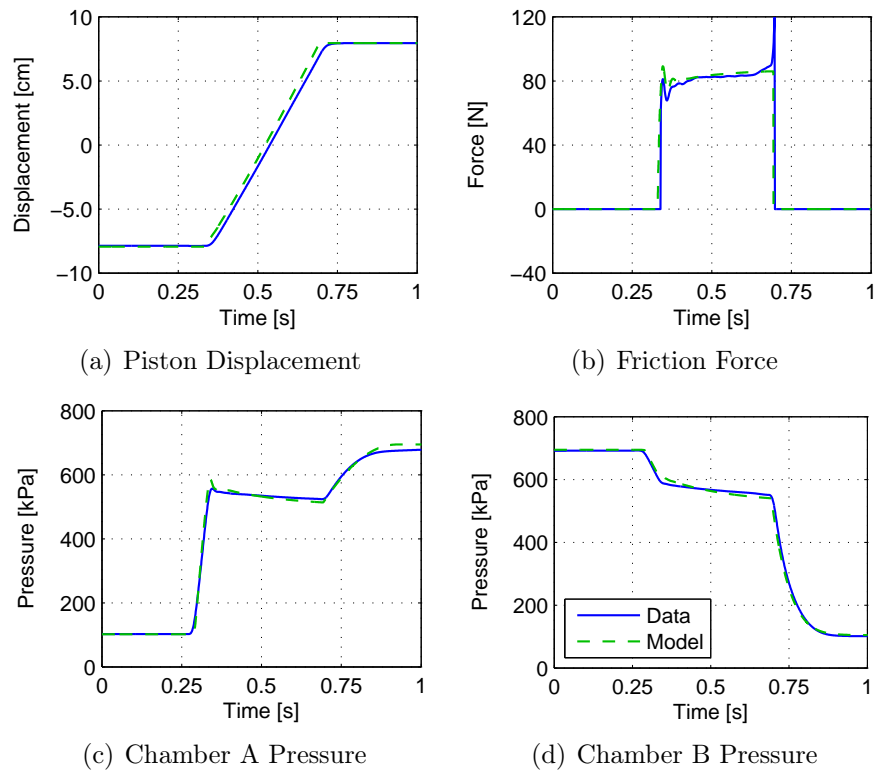 10
5.0
0
−5.0
−10
Displacement [cm]
0 0.25 0.5 0.75 1
Time [s]
(a) Piston Displacement
120
80
40
0
−40
Force [N]
0 0.25 0.5 0.75 1
Time [s]
(b) Friction Force
800
600
400
200
0
Pressure [kPa]
0 0.25 0.5 0.75 1
Time [s]
(c) Chamber A Pressure
800
600
400
200
0
Pressure [kPa]
Data
Model
0 0.25 0.5 0.75 1
Time [s]
(d) Chamber B Pressure